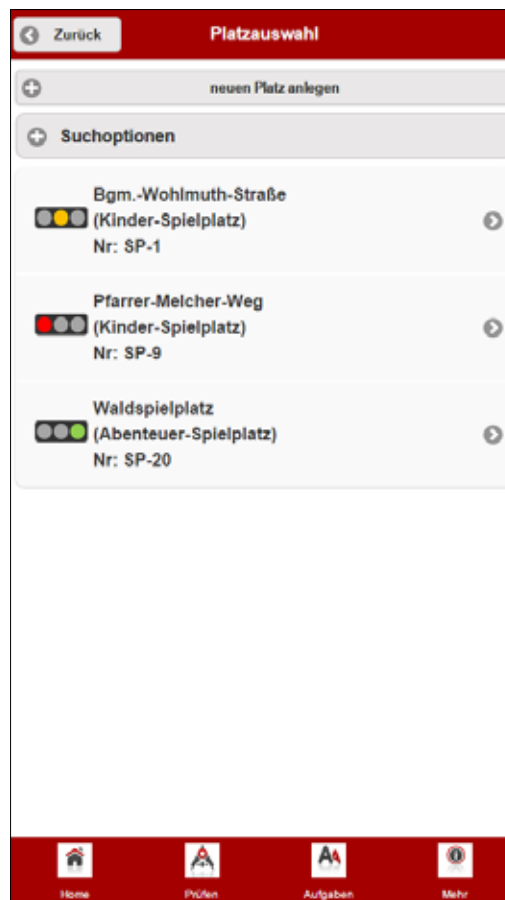 Zurück
Platzauswahl
neuen Platz anlegen
Suchoptionen
Bgm.-Wohlmuth-Straße
(Kinder-Spielplatz)
Nr: SP-1
Pfarrer-Melcher-Weg
(Kinder-Spielplatz)
Nr: SP-9
Waldspielplatz
(Abenteuer-Spielplatz)
Nr: SP-20
Home
Prüfen
Aufgaben
Mehr